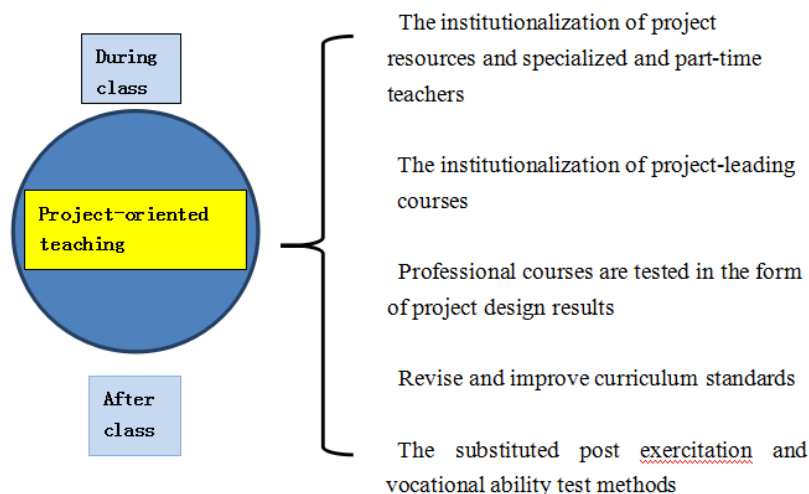 During
class
Project-oriented
teaching
After
class
The institutionalization of project
resources and specialized and part-time
teachers
The institutionalization of project-leading
courses
Professional courses are tested in the form
of project design results
Revise and improve curriculum standards
The substituted post exercitation and
vocational ability test methods